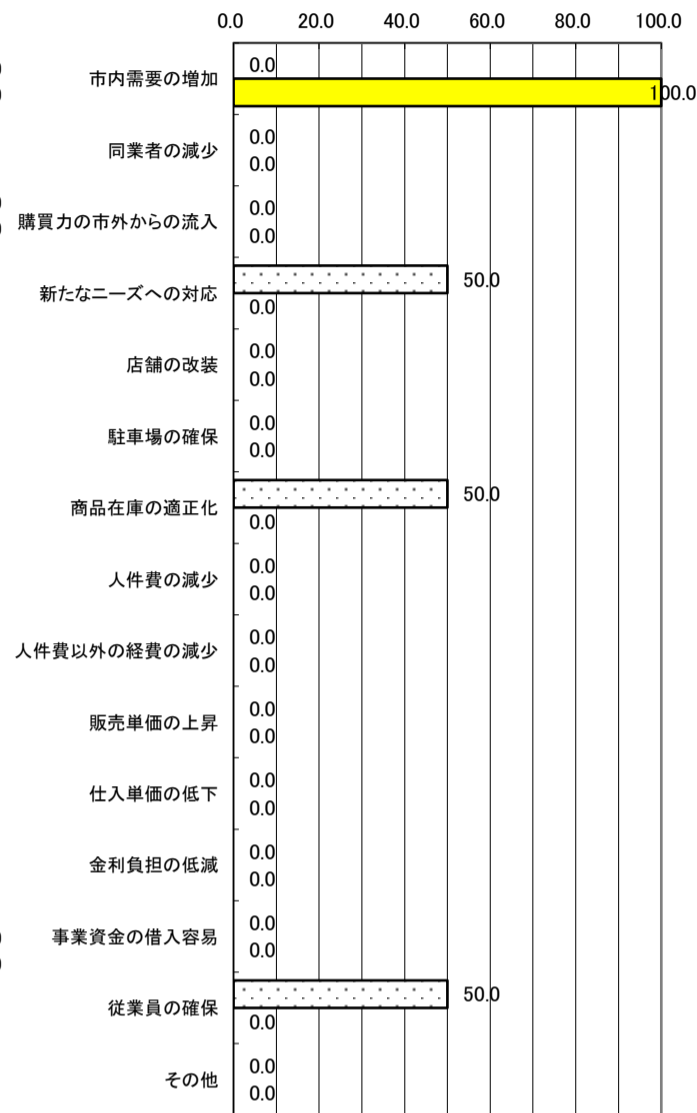 0.0 20.0 40.0 60.0 80.0 100.0
市内需要の増加 0.0
100.0
同業者の減少 0.0
0.0
購買力の市外からの流入 0.0
0.0
新たなニーズへの対応 50.0
0.0
店舗の改装 0.0
0.0
駐車場の確保 0.0
0.0
商品在庫の適正化 50.0
0.0
人件費の減少 0.0
0.0
人件費以外の経費の減少 0.0
0.0
販売単価の上昇 0.0
0.0
仕入単価の低下 0.0
0.0
金利負担の低減 0.0
0.0
事業資金の借入容易 0.0
0.0
従業員の確保 50.0
0.0
その他 0.0
0.0